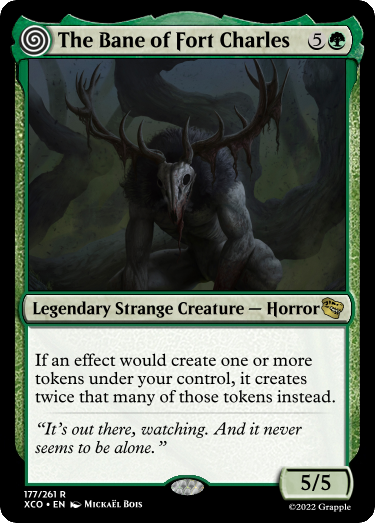 The Bane of Fort Charles 5
Legendary Strange Creature — Horror
If an effect would create one or more
tokens under your control, it creates
twice that many of those tokens instead.
“It’s out there, watching. And it never
seems to be alone.”
5/5
177/261 R
XCO • EN Mickaël Bois
©2022 Grapple